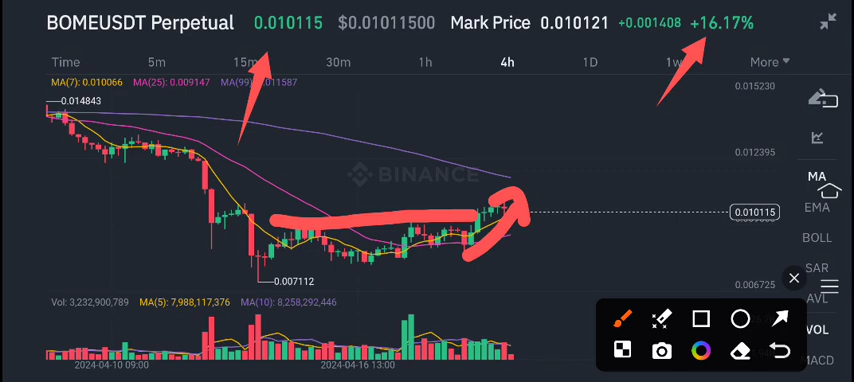 BOMEUSDT Perpetual 0.010115 $0.01011500 Mark Price 0.010121 +0.001408 +16.17%
Time 5m 15m 30m 1h 4h 1D 1w More
MA(7): 0.010066 MA(25): 0.009147 MA(99): 0.011587
0.015230
0.014843
0.012395
BINANCE
MA
0.010115
EMA
BOLL
SAR
0.007112
0.006725
AVL
Vol: 3,232,900,789 MA(5): 7,988,117,376 MA(10): 8,258,292,446
VOL
MACD
2024-04-10 09:00 2024-04-16 13:00